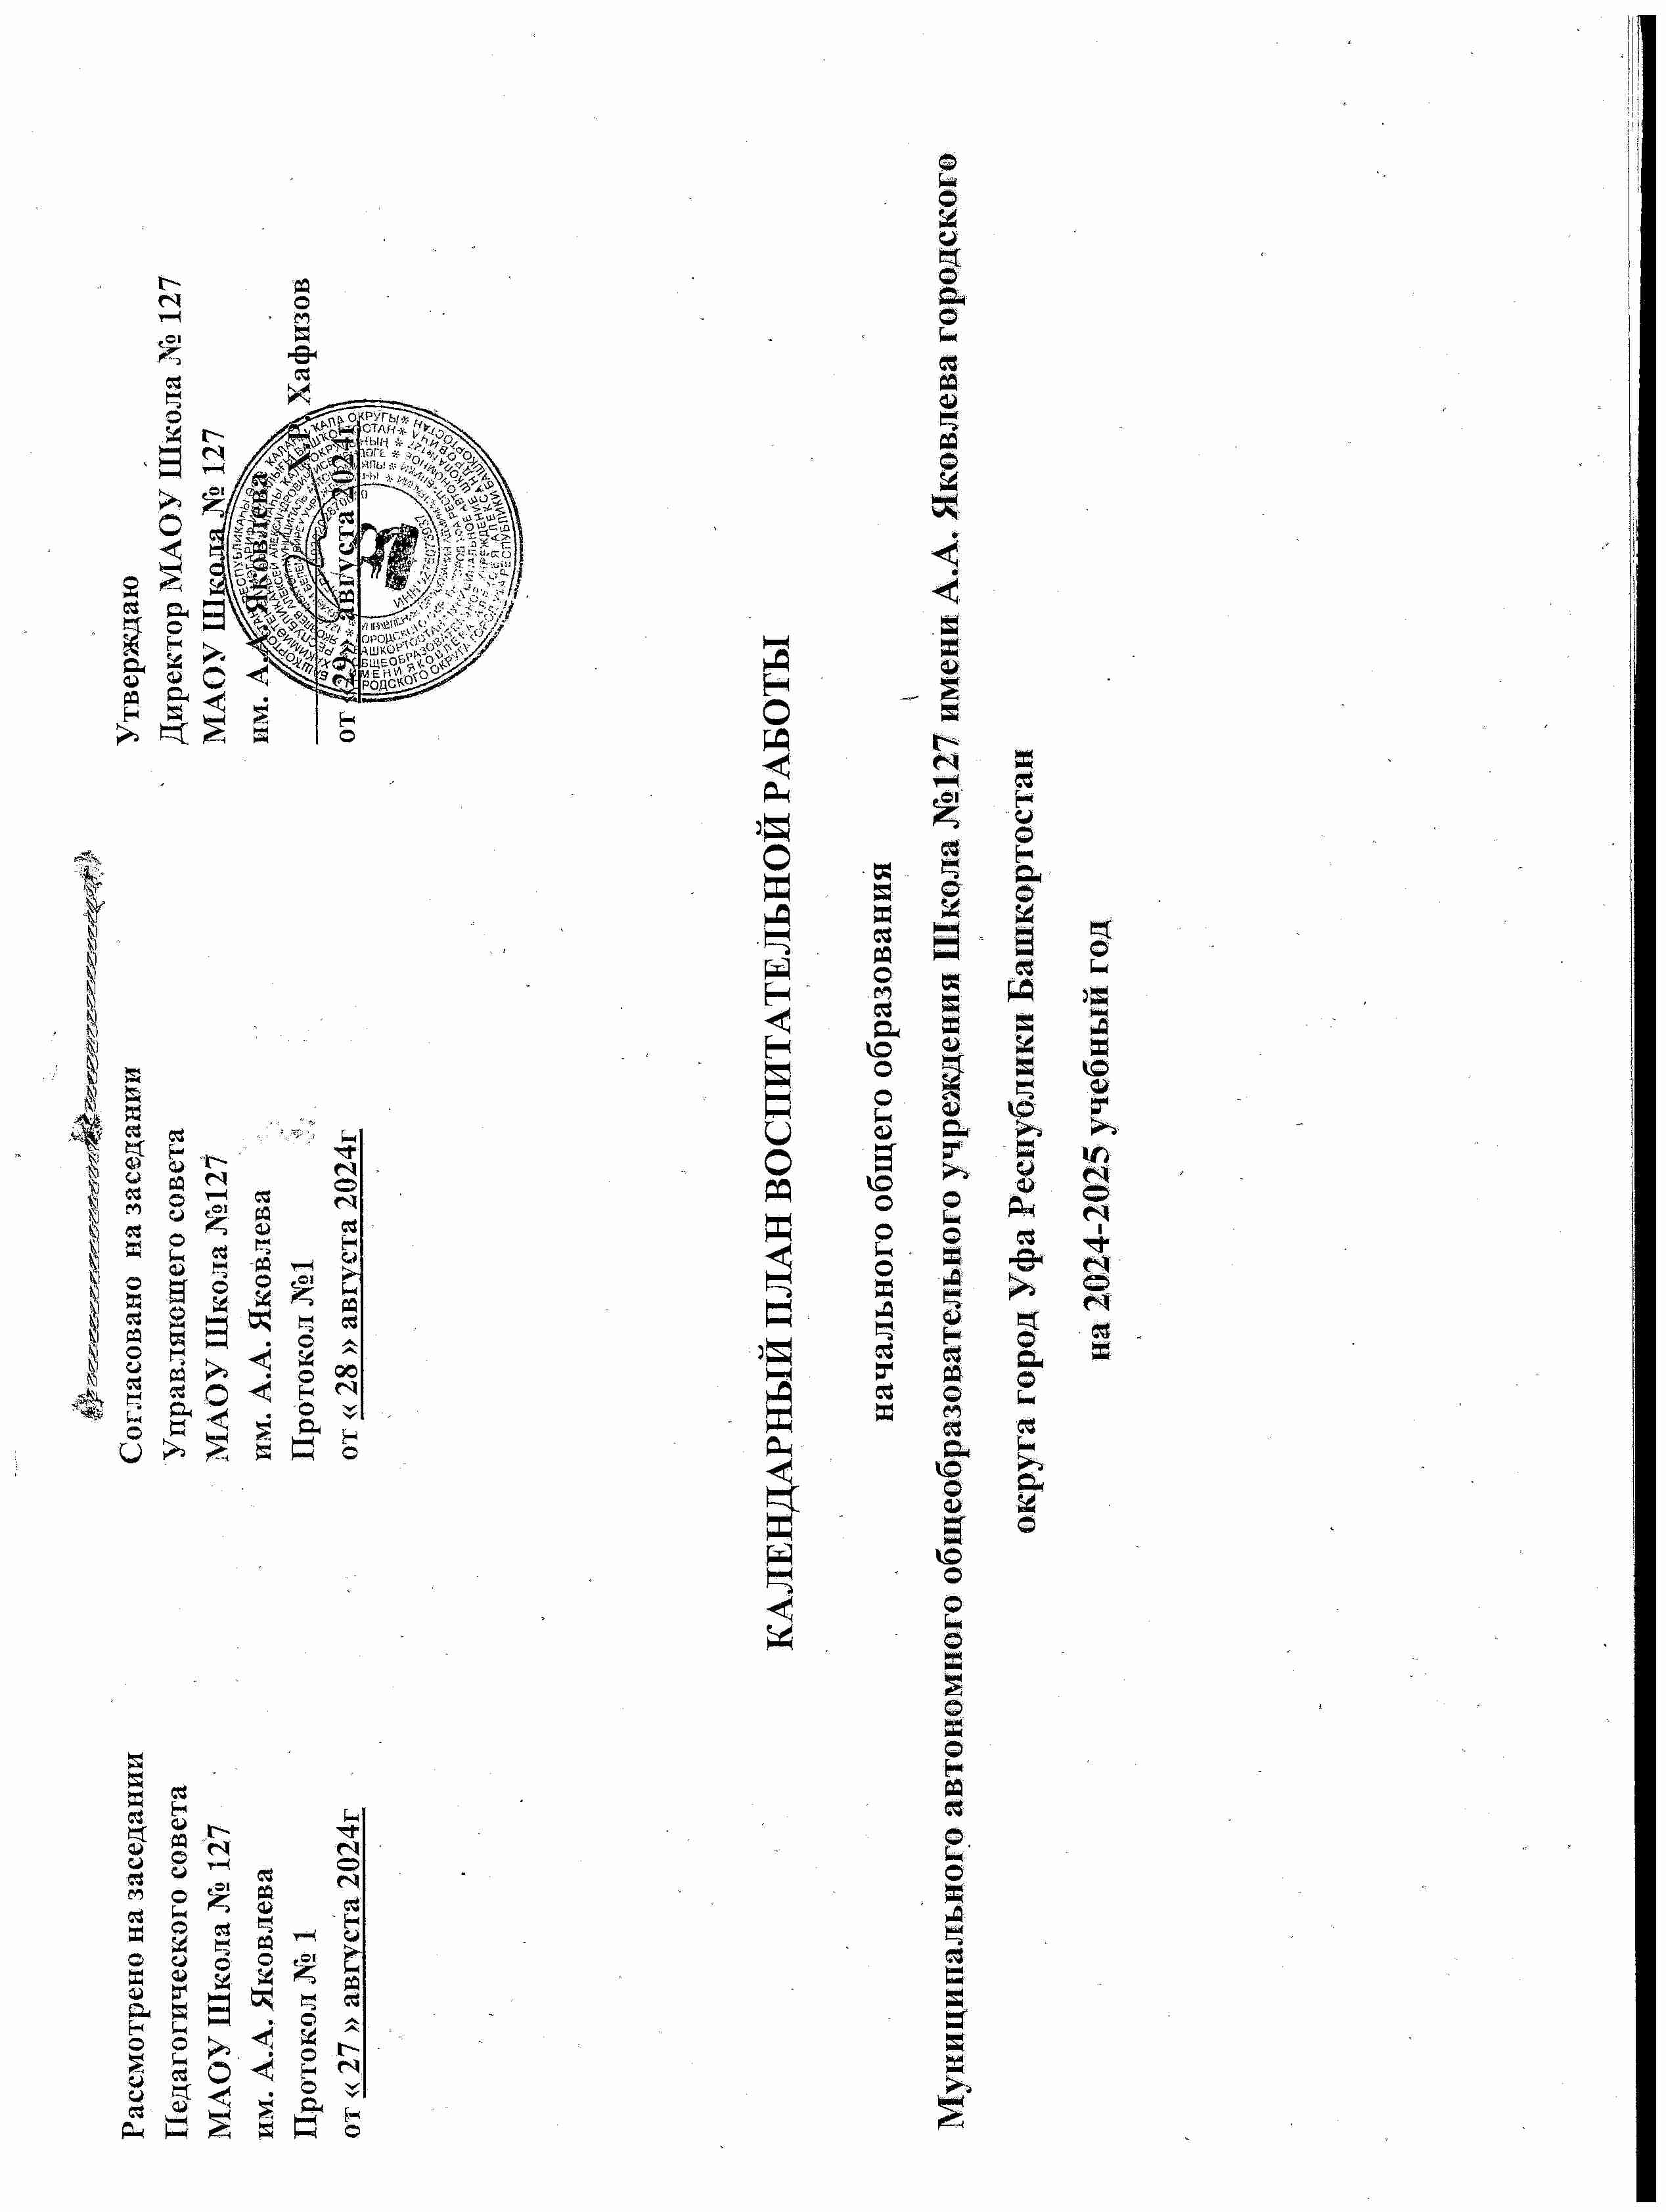 Рассмотрено на заседании
Педагогического совета
МАОУ Школа № 127
им. А.А. Яковлева
Протокол № 1
от « 27 » августа 2024г
Согласовано на заседании
Управляющего совета
МАОУ Школа №127
им. А.А. Яковлева
Протокол №1
от « 28 » августа 2024г
Утверждаю
Директор МАОУ Школа № 127
МАОУ Школа № 127
им. А.А. Яковлева
Р. Хафизов
от «29» августа 2024г
КАЛЕНДАРНЫЙ ПЛАН ВОСПИТАТЕЛЬНОЙ РАБОТЫ
начального общего образования
Муниципального автономного общеобразовательного учреждения Школа №127 имени А.А. Яковлева городского
округа город Уфа Республики Башкортостан
на 2024-2025 учебный год